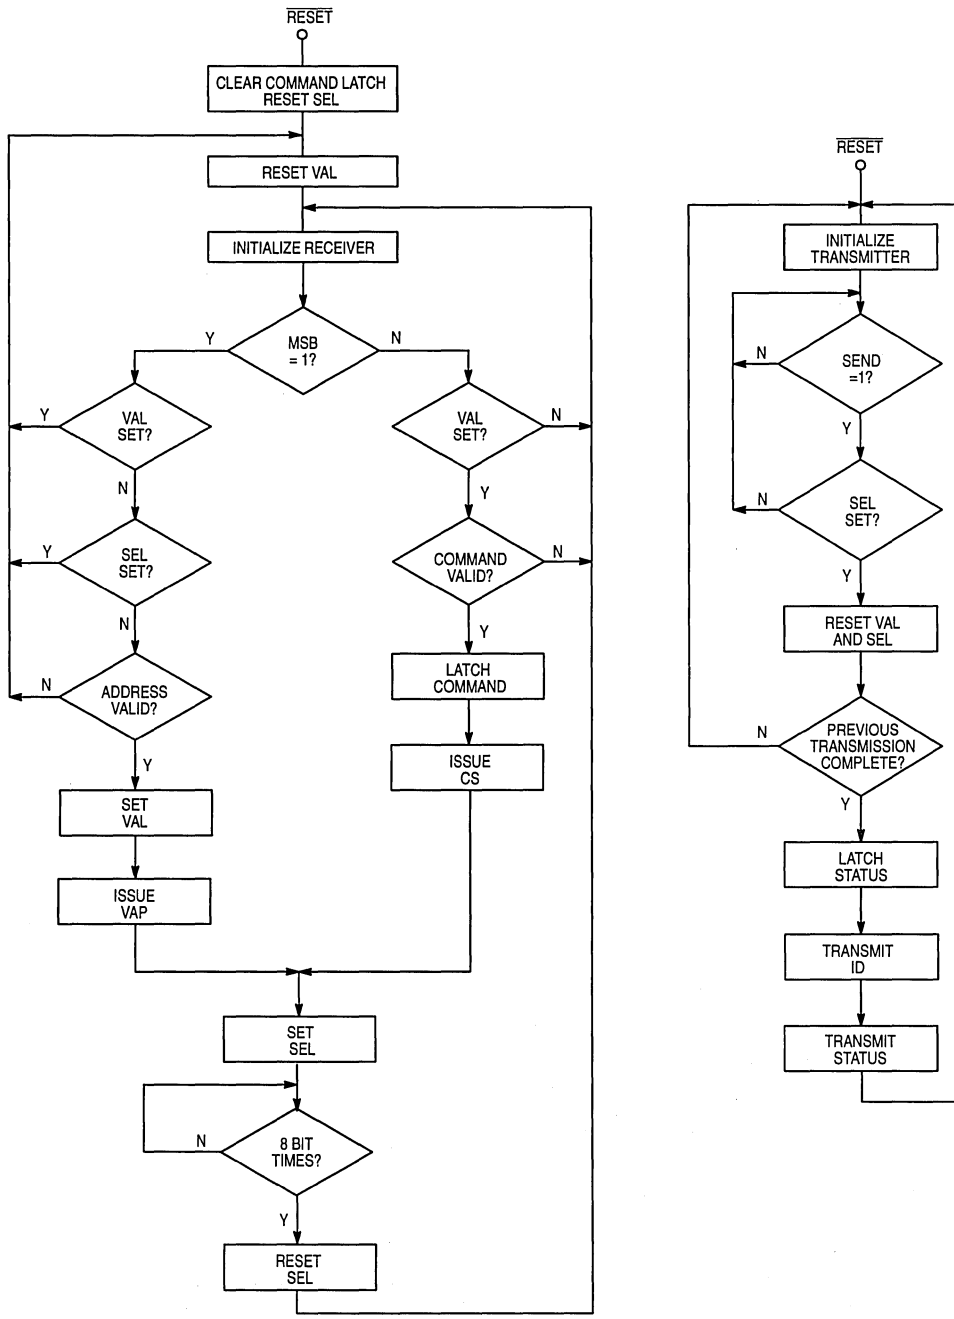 RESET
CLEAR COMMAND LATCH
RESET SEL
RESET VAL
INITIALIZE RECEIVER
MSB
= 1?
Y
N
VAL
SET?
Y
N
VAL
SET?
N
Y
SEL
SET?
Y
N
COMMAND
VALID?
N
Y
ADDRESS
VALID?
N
Y
LATCH
COMMAND
ISSUE
CS
SET
VAL
ISSUE
VAP
SET
SEL
8 BIT
TIMES?
N
Y
RESET
SEL
RESET
INITIALIZE
TRANSMITTER
SEND
=1?
N
Y
SEL
SET?
N
Y
RESET VAL
AND SEL
PREVIOUS
TRANSMISSION
COMPLETE?
N
Y
LATCH
STATUS
TRANSMIT
ID
TRANSMIT
STATUS